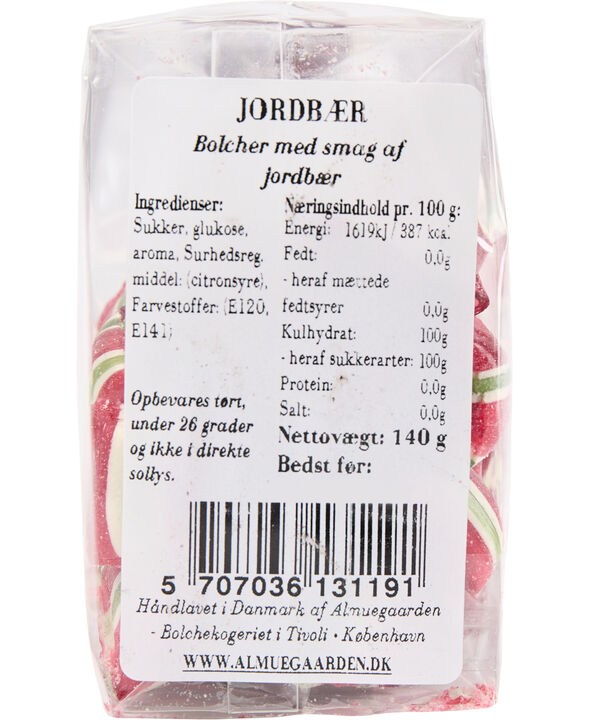 JORDBÆR
Bolcher med smag af
jordbær
Ingredienser:
Sukker, glukose,
aroma, Surhedsreg.
middel: (citronsyre),
Farvestoffer: (E120,
E141)
Opbevares tørt,
under 26 grader
og ikke i direkte
sollys.
Næringsindhold pr. 100 g:
Energi: 1619kJ / 387 kcal
Fedt: 0,0g
- heraf mættede
fedtsyrer 0,0g
Kulhydrat: 100g
- heraf sukkerarter: 100g
Protein: 0,0g
Salt: 0,0g
Nettovægt: 140 g
Bedst før:
5 707036 131191
Håndlavet i Danmark af Almuegaarden
- Bolchekogeriet i Tivoli • København
WWW.ALMUEGAARDEN.DK